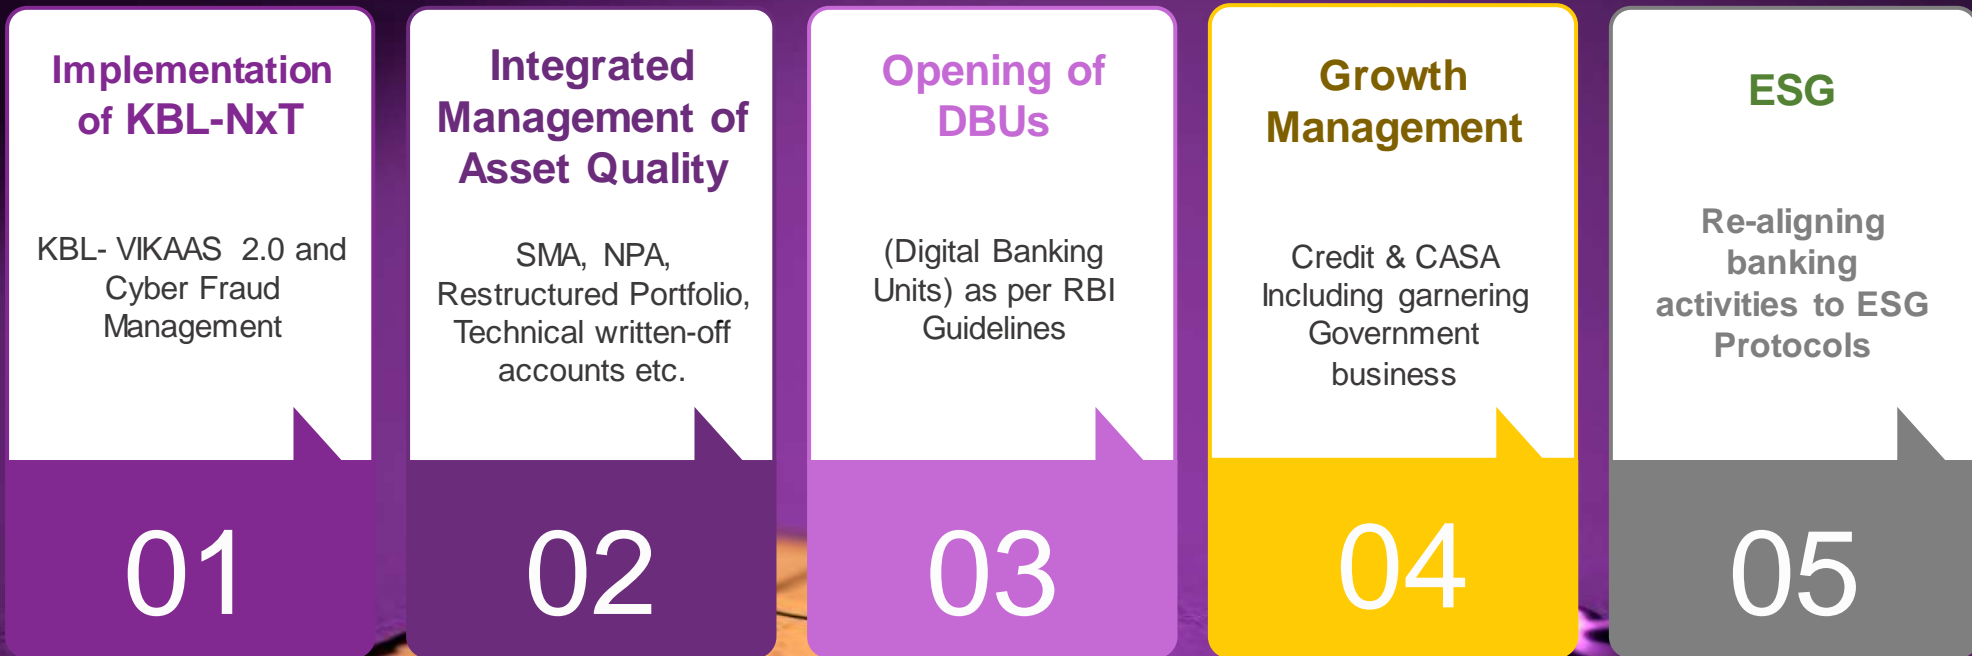 Implementation
of KBL-NxT
KBL- VIKAAS 2.0 and
Cyber Fraud
Management
01
Integrated
Management of
Asset Quality
SMA, NPA,
Restructured Portfolio,
Technical written-off
accounts etc.
02
Opening of
DBUs
(Digital Banking
Units) as per RBI
Guidelines
03
Growth
Management
Credit & CASA
Including garnering
Government
business
04
ESG
Re-aligning
banking
activities to ESG
Protocols
05